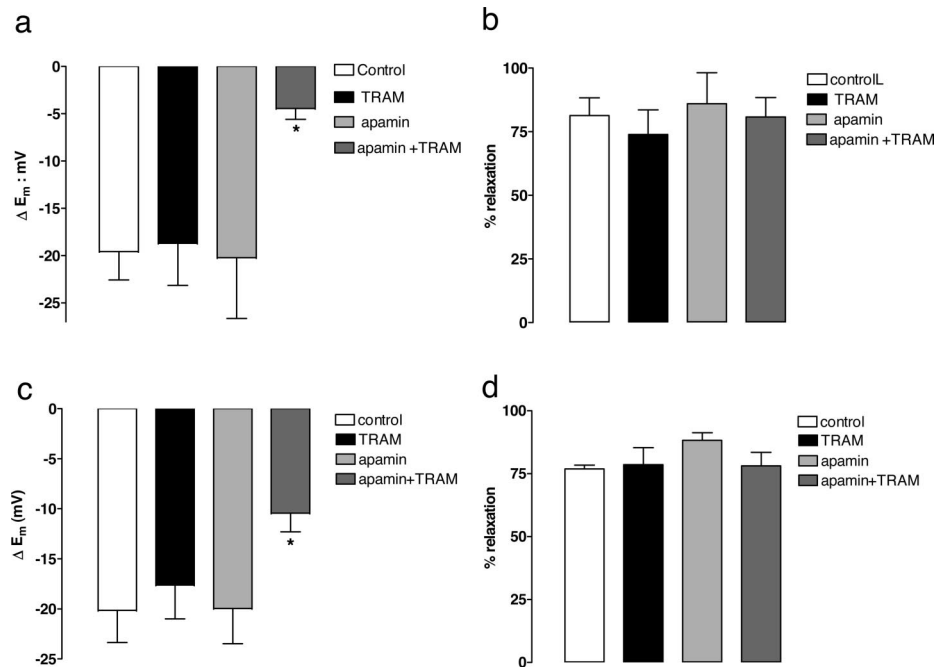 a
0
-5
-10
-15
-20
-25
Δ Em : mV
*
Control
TRAM
apamin
apamin +TRAM
b
100
75
50
25
0
% relaxation
controlL
TRAM
apamin
apamin +TRAM
c
0
-5
-10
-15
-20
-25
Δ Em (mV)
*
control
TRAM
apamin
apamin+TRAM
d
100
75
50
25
0
% relaxation
control
TRAM
apamin
apamin+TRAM